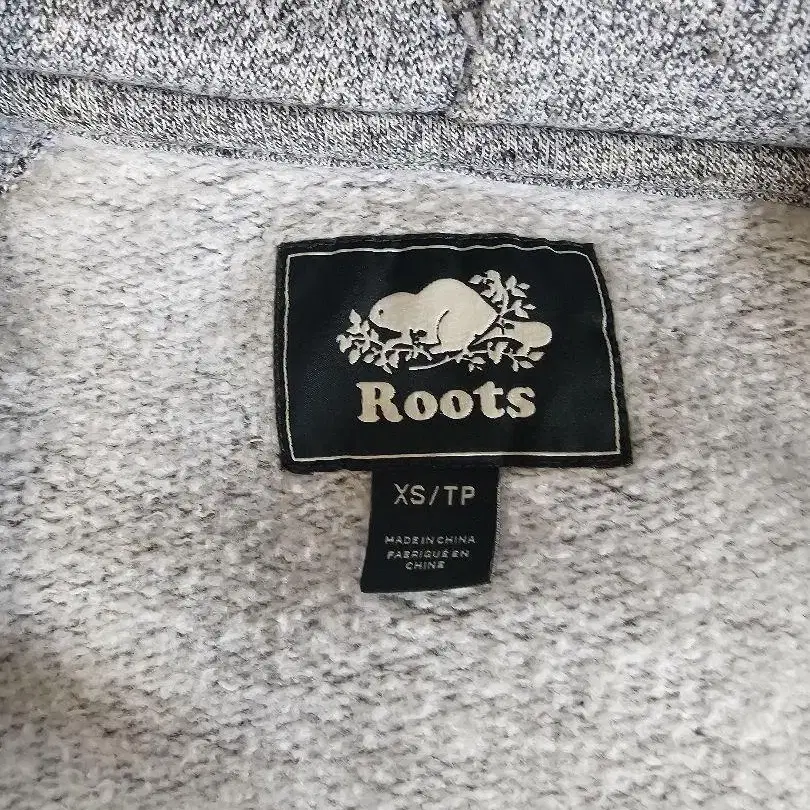 Roots
XS/TP
MADE IN CHINA
FABRIQUÉ EN
CHINE